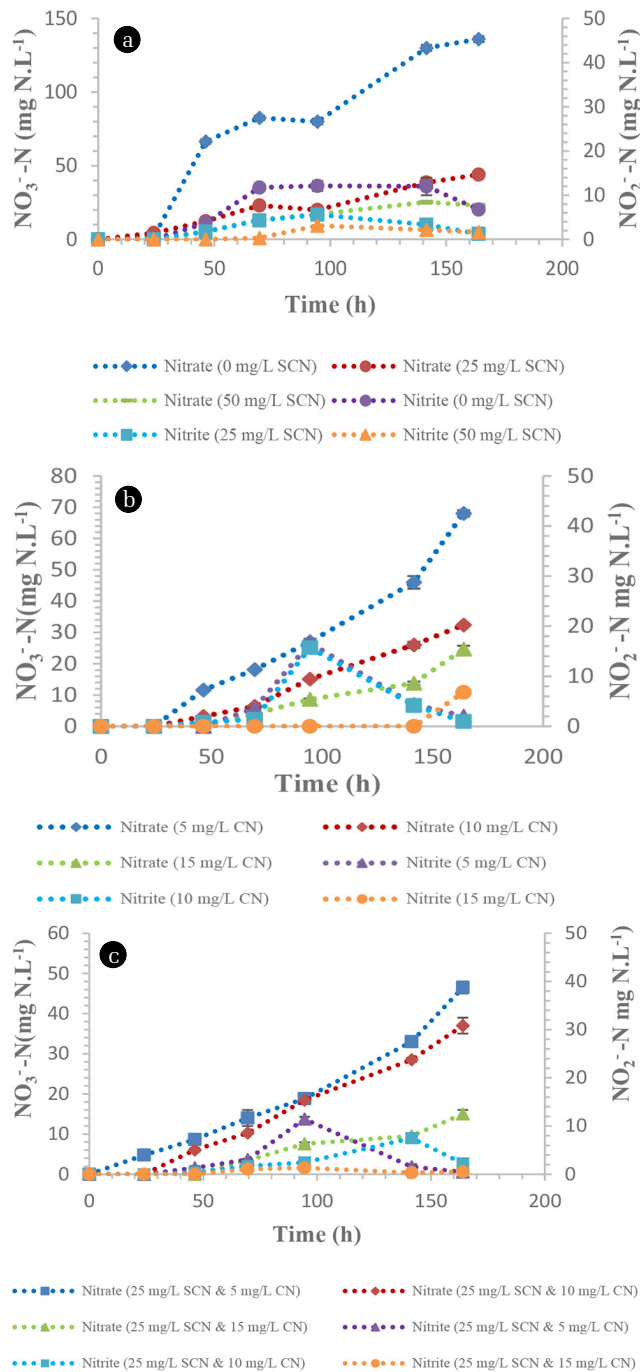 a
NO₃⁻ -N (mg N.L⁻¹)
150
100
50
0
NO₂⁻ -N (mg N.L⁻¹)
50
40
30
20
10
0
0 50 100 150 200
Time (h)
Nitrate (0 mg/L SCN) Nitrate (25 mg/L SCN)
Nitrate (50 mg/L SCN) Nitrite (0 mg/L SCN)
Nitrite (25 mg/L SCN) Nitrite (50 mg/L SCN)
b
NO₃⁻ -N(mg N.L⁻¹)
80
70
60
50
40
30
20
10
0
NO₂⁻ -N mg N.L⁻¹)
50
40
30
20
10
0
0 50 100 150 200
Time (h)
Nitrate (5 mg/L CN) Nitrate (10 mg/L CN)
Nitrate (15 mg/L CN) Nitrite (5 mg/L CN)
Nitrite (10 mg/L CN) Nitrite (15 mg/L CN)
c
NO₃⁻ -N(mg N.L⁻¹)
60
50
40
30
20
10
0
NO₂⁻ -N mg N.L⁻¹)
50
40
30
20
10
0
0 50 100 150 200
Time (h)
Nitrate (25 mg/L SCN & 5 mg/L CN) Nitrate (25 mg/L SCN & 10 mg/L CN)
Nitrate (25 mg/L SCN & 15 mg/L CN) Nitrite (25 mg/L SCN & 5 mg/L CN)
Nitrite (25 mg/L SCN & 10 mg/L CN) Nitrite (25 mg/L SCN & 15 mg/L CN)